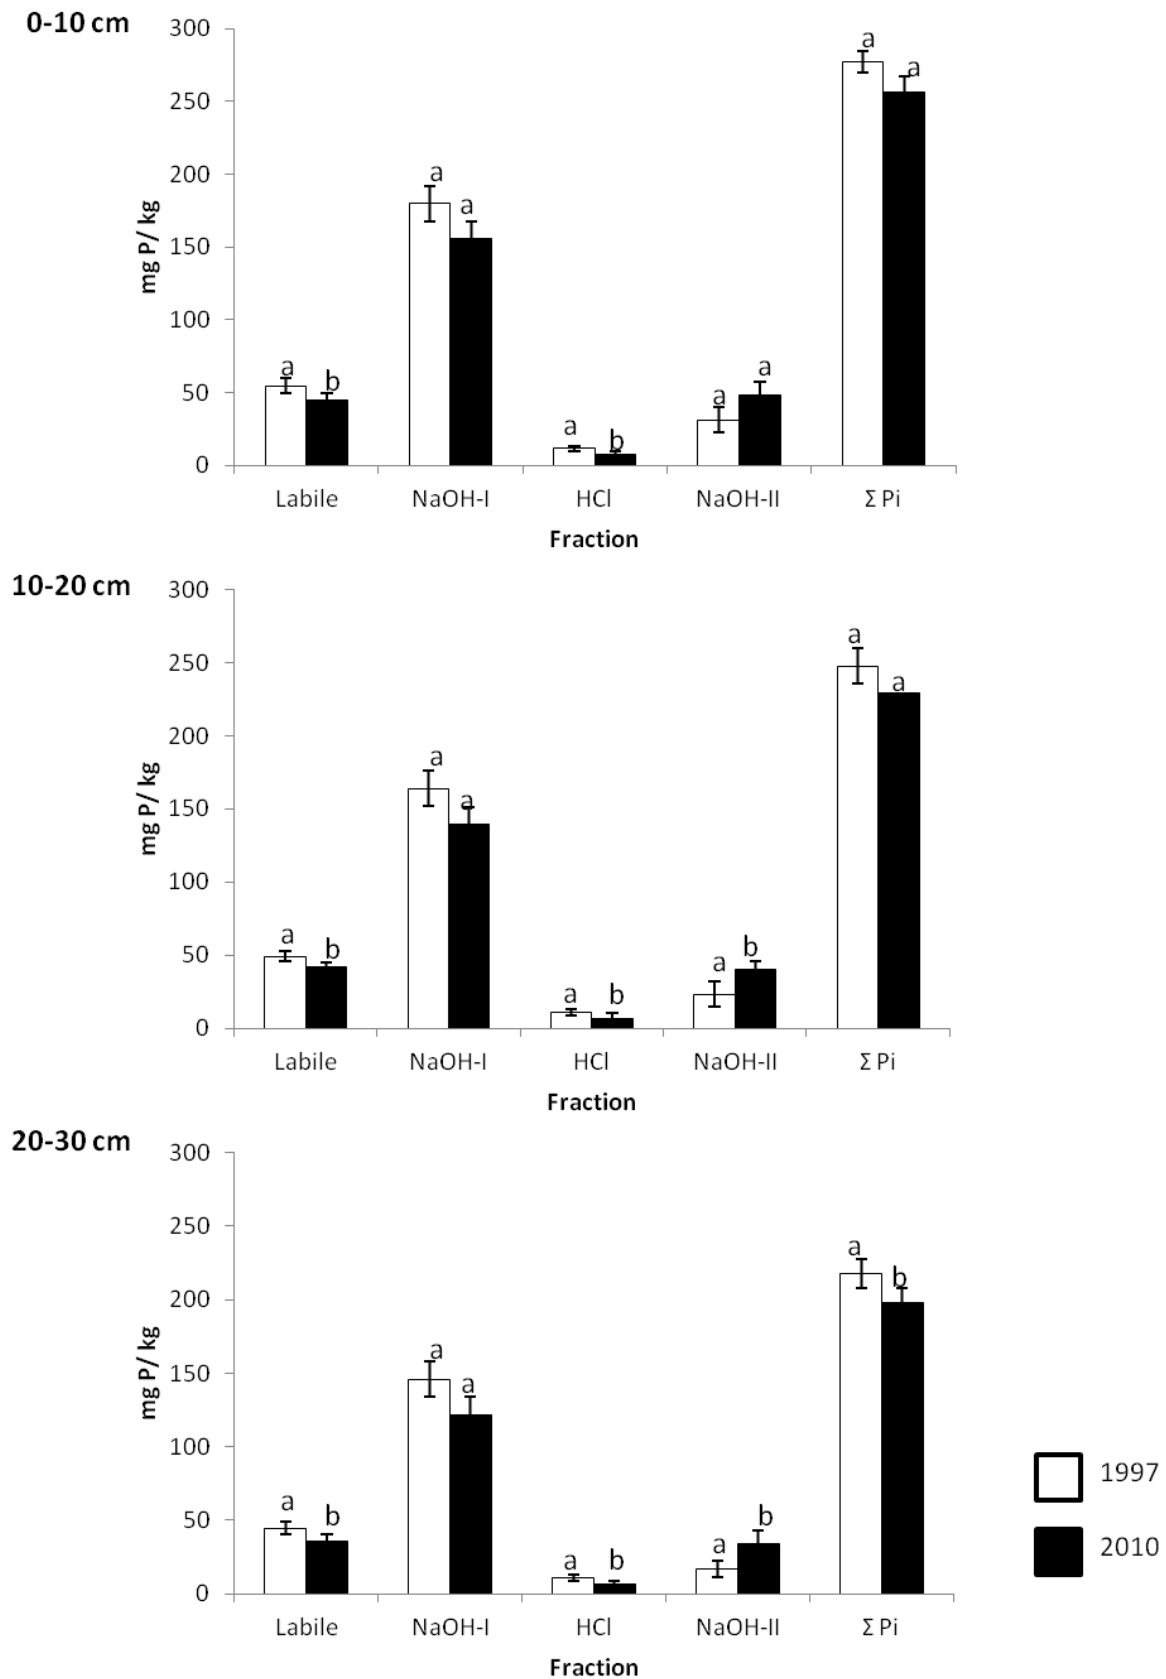 0-10 cm
300
250
200
150
100
50
0
mg P/ kg
a a
a a
a b
a b
a a
Labile NaOH-I HCl NaOH-II Σ Pi
Fraction
10-20 cm
300
250
200
150
100
50
0
mg P/ kg
a a
a a
a b
a b
a b
Labile NaOH-I HCl NaOH-II Σ Pi
Fraction
20-30 cm
300
250
200
150
100
50
0
mg P/ kg
a b
a a
a b
a b
a b
Labile NaOH-I HCl NaOH-II Σ Pi
Fraction
1997
2010